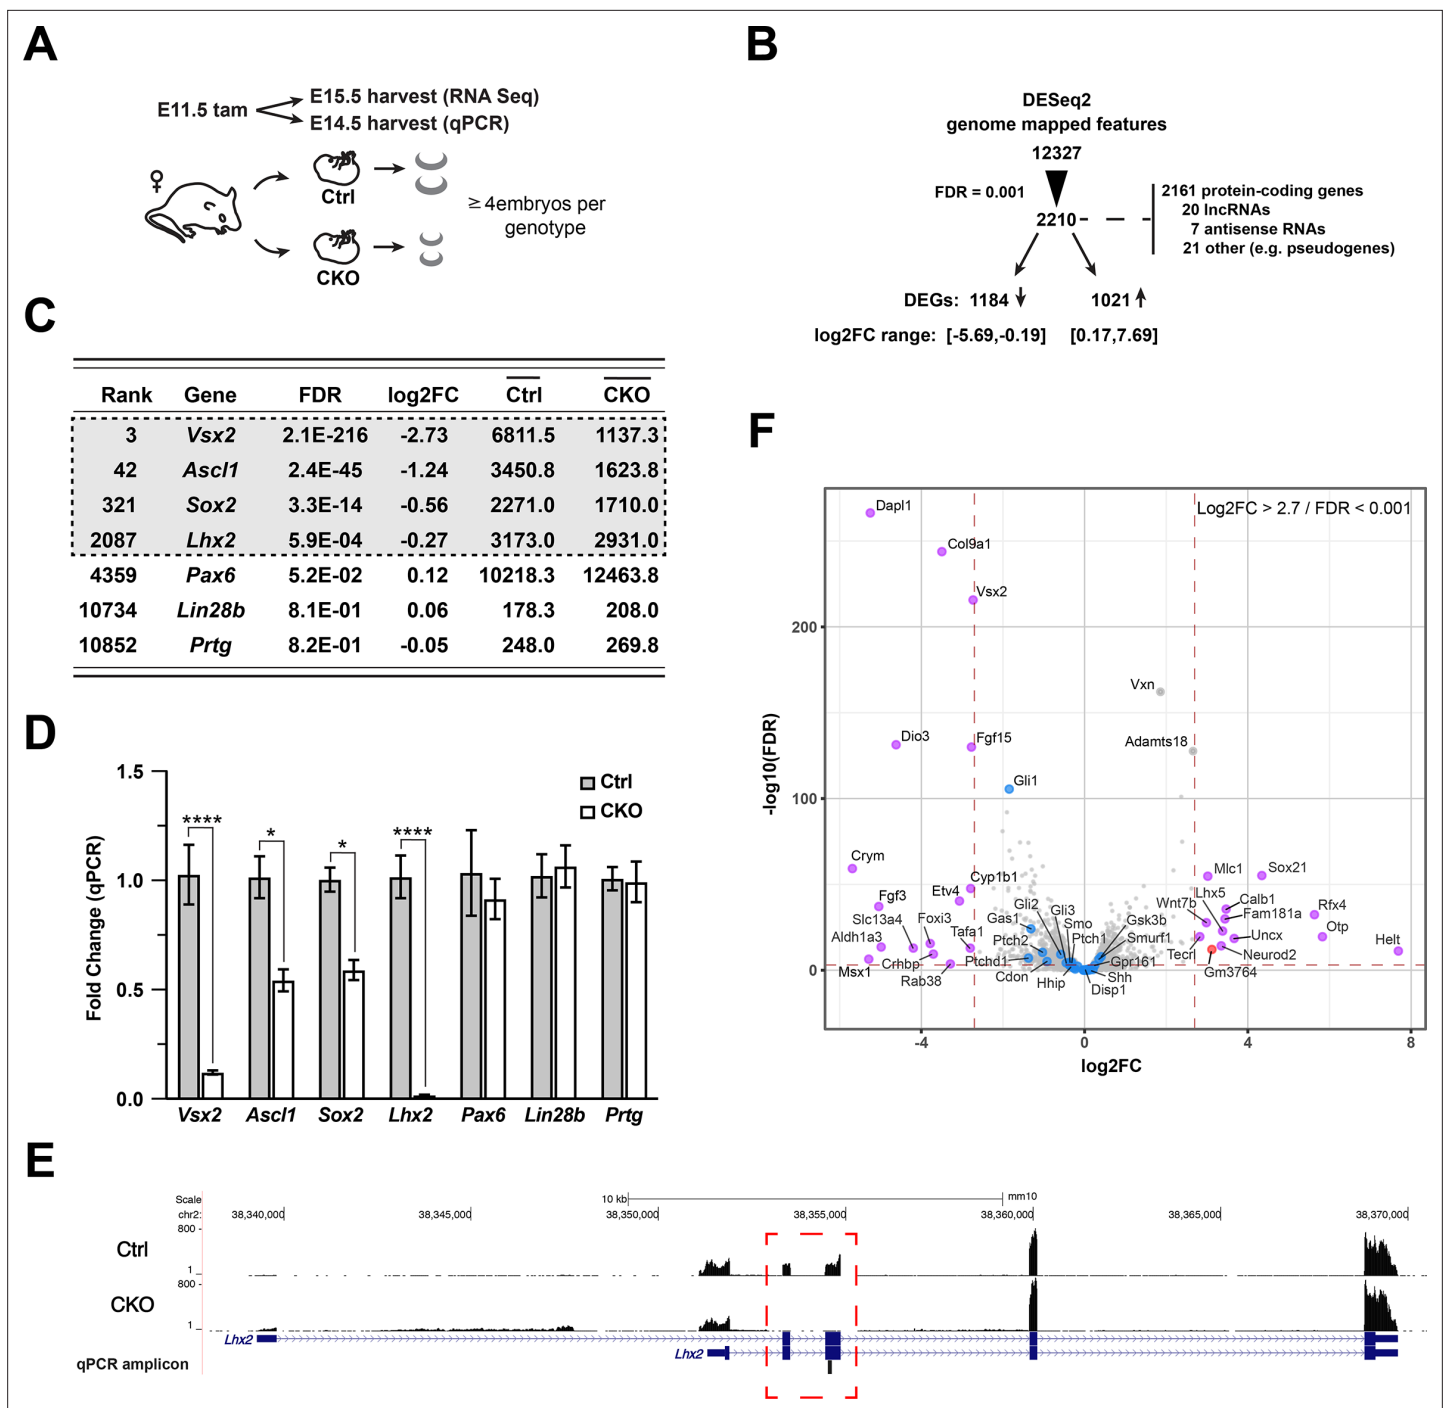 A
E11.5 tam
E15.5 harvest (RNA Seq)
E14.5 harvest (qPCR)
♀
Ctrl
CKO
≥ 4embryos per
genotype
B
DESeq2
genome mapped features
12327
FDR = 0.001
2210
2161 protein-coding genes
20 lncRNAs
7 antisense RNAs
21 other (e.g. pseudogenes)
DEGs: 1184 1021
log2FC range: [-5.69,-0.19] [0.17,7.69]
C
Rank Gene FDR log2FC Ctrl CKO
3 Vsx2 2.1E-216 -2.73 6811.5 1137.3
42 Ascl1 2.4E-45 -1.24 3450.8 1623.8
321 Sox2 3.3E-14 -0.56 2271.0 1710.0
2087 Lhx2 5.9E-04 -0.27 3173.0 2931.0
4359 Pax6 5.2E-02 0.12 10218.3 12463.8
10734 Lin28b 8.1E-01 0.06 178.3 208.0
10852 Prtg 8.2E-01 -0.05 248.0 269.8
D
Fold Change (qPCR)
1.5
1.0
0.5
0.0
Ctrl
CKO
**** * * ****
Vsx2 Ascl1 Sox2 Lhx2 Pax6 Lin28b Prtg
F
Log2FC > 2.7 / FDR < 0.001
-log10(FDR)
200
100
0
Dapl1
Col9a1
Vsx2
Vxn
Dio3
Fgf15
Adamts18
Gli1
Crym
Cyp1b1
Mlc1
Sox21
Fgf3
Etv4
Gli2
Gli3
Lhx5
Calb1
Wnt7b
Fam181a
Rfx4
Slc13a4
Foxi3
Gas1
Smo
Gsk3b
Otp
Aldh1a3
Tafa1
Ptch2
Ptch1
Smurf1
Uncx
Helt
Crhbp
Ptchd1
Gpr161
Tecrl
Neurod2
Msx1
Rab38
Cdon
Hhip
Shh
Gm3764
Disp1
-4 0 4 8
log2FC
E
Scale
10 kb
mm10
chr2:
38,340,000 38,345,000 38,350,000 38,355,000 38,360,000 38,365,000 38,370,000
800
Ctrl
1
800
CKO
1
Lhx2
Lhx2
qPCR amplicon